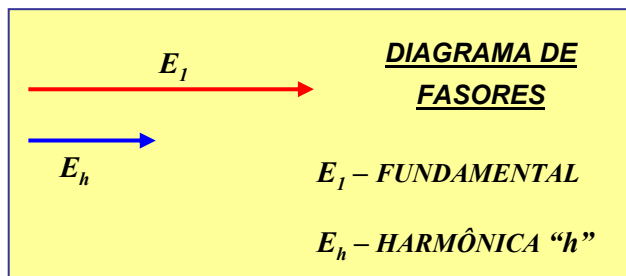 E1
DIAGRAMA DE
FASORES
Eh
E1 – FUNDAMENTAL
Eh – HARMÔNICA “h”